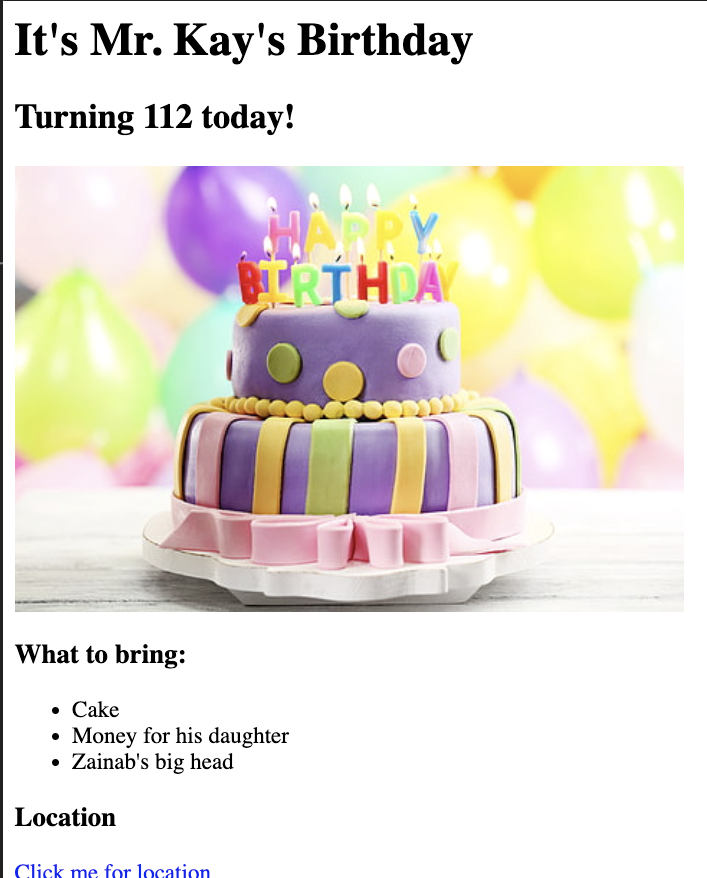 It's Mr. Kay's Birthday
Turning 112 today!
HAPPY
BIRTHDAY
What to bring:
Cake
Money for his daughter
Zainab's big head
Location
Click me for location